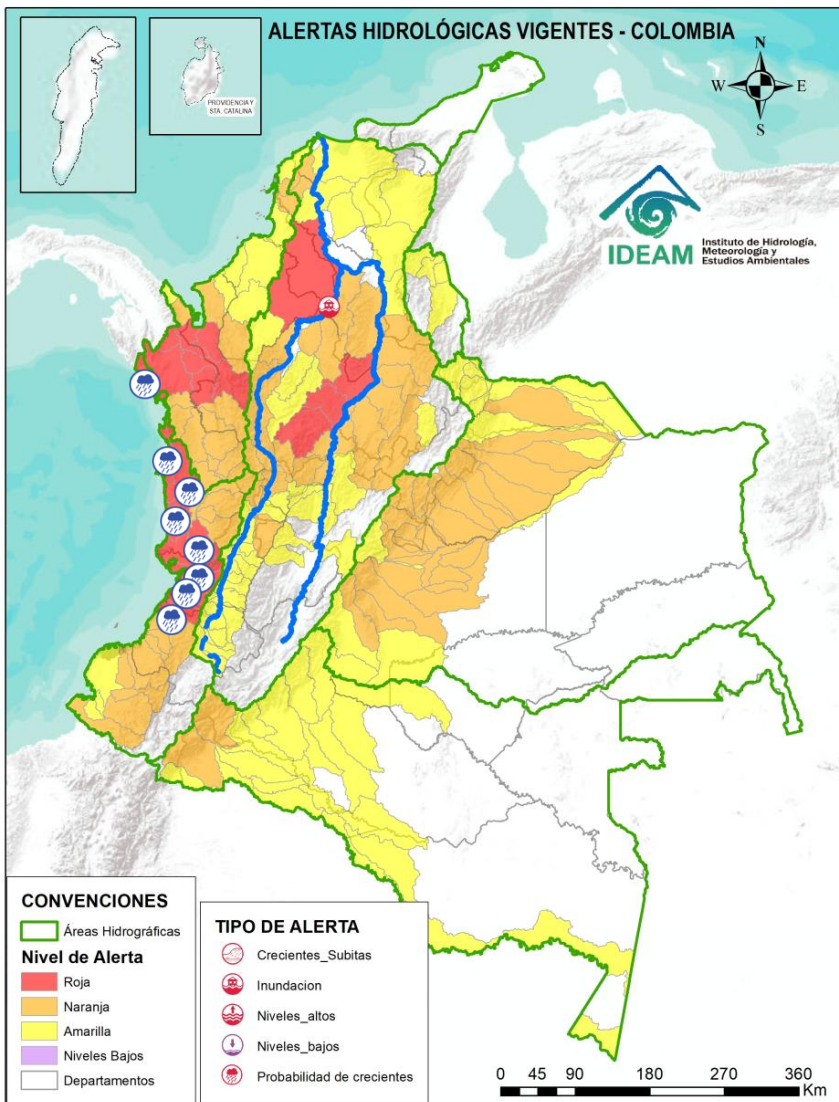 ALERTAS HIDROLÓGICAS VIGENTES - COLOMBIA
PROVIDENCIA Y
STA. CATALINA
N
W
E
S
IDEAM
Instituto de Hidrología,
Meteorología y
Estudios Ambientales
CONVENCIONES
Áreas Hidrográficas
Nivel de Alerta
Roja
Naranja
Amarilla
Niveles Bajos
Departamentos
TIPO DE ALERTA
Crecientes_Subitas
Inundacion
Niveles_altos
Niveles_bajos
Probabilidad de crecientes
0 45 90 180 270 360
Km